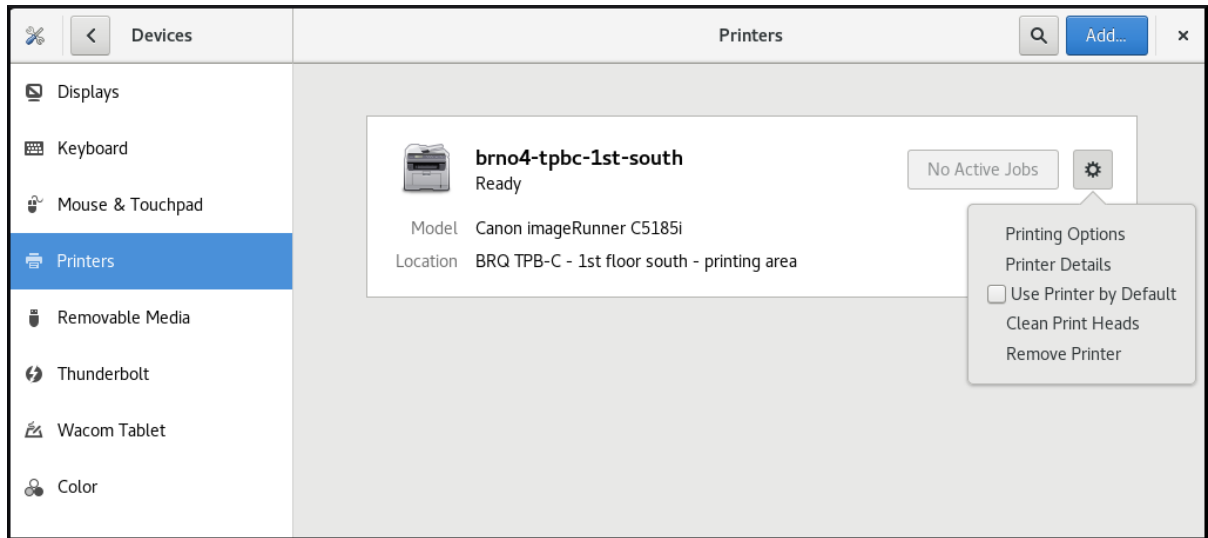 Devices
Printers
Add...
Displays
Keyboard
Mouse & Touchpad
Printers
Removable Media
Thunderbolt
Wacom Tablet
Color
brno4-tpbc-1st-south
Ready
No Active Jobs
Model Canon imageRunner C5185i
Location BRQ TPB-C - 1st floor south - printing area
Printing Options
Printer Details
Use Printer by Default
Clean Print Heads
Remove Printer